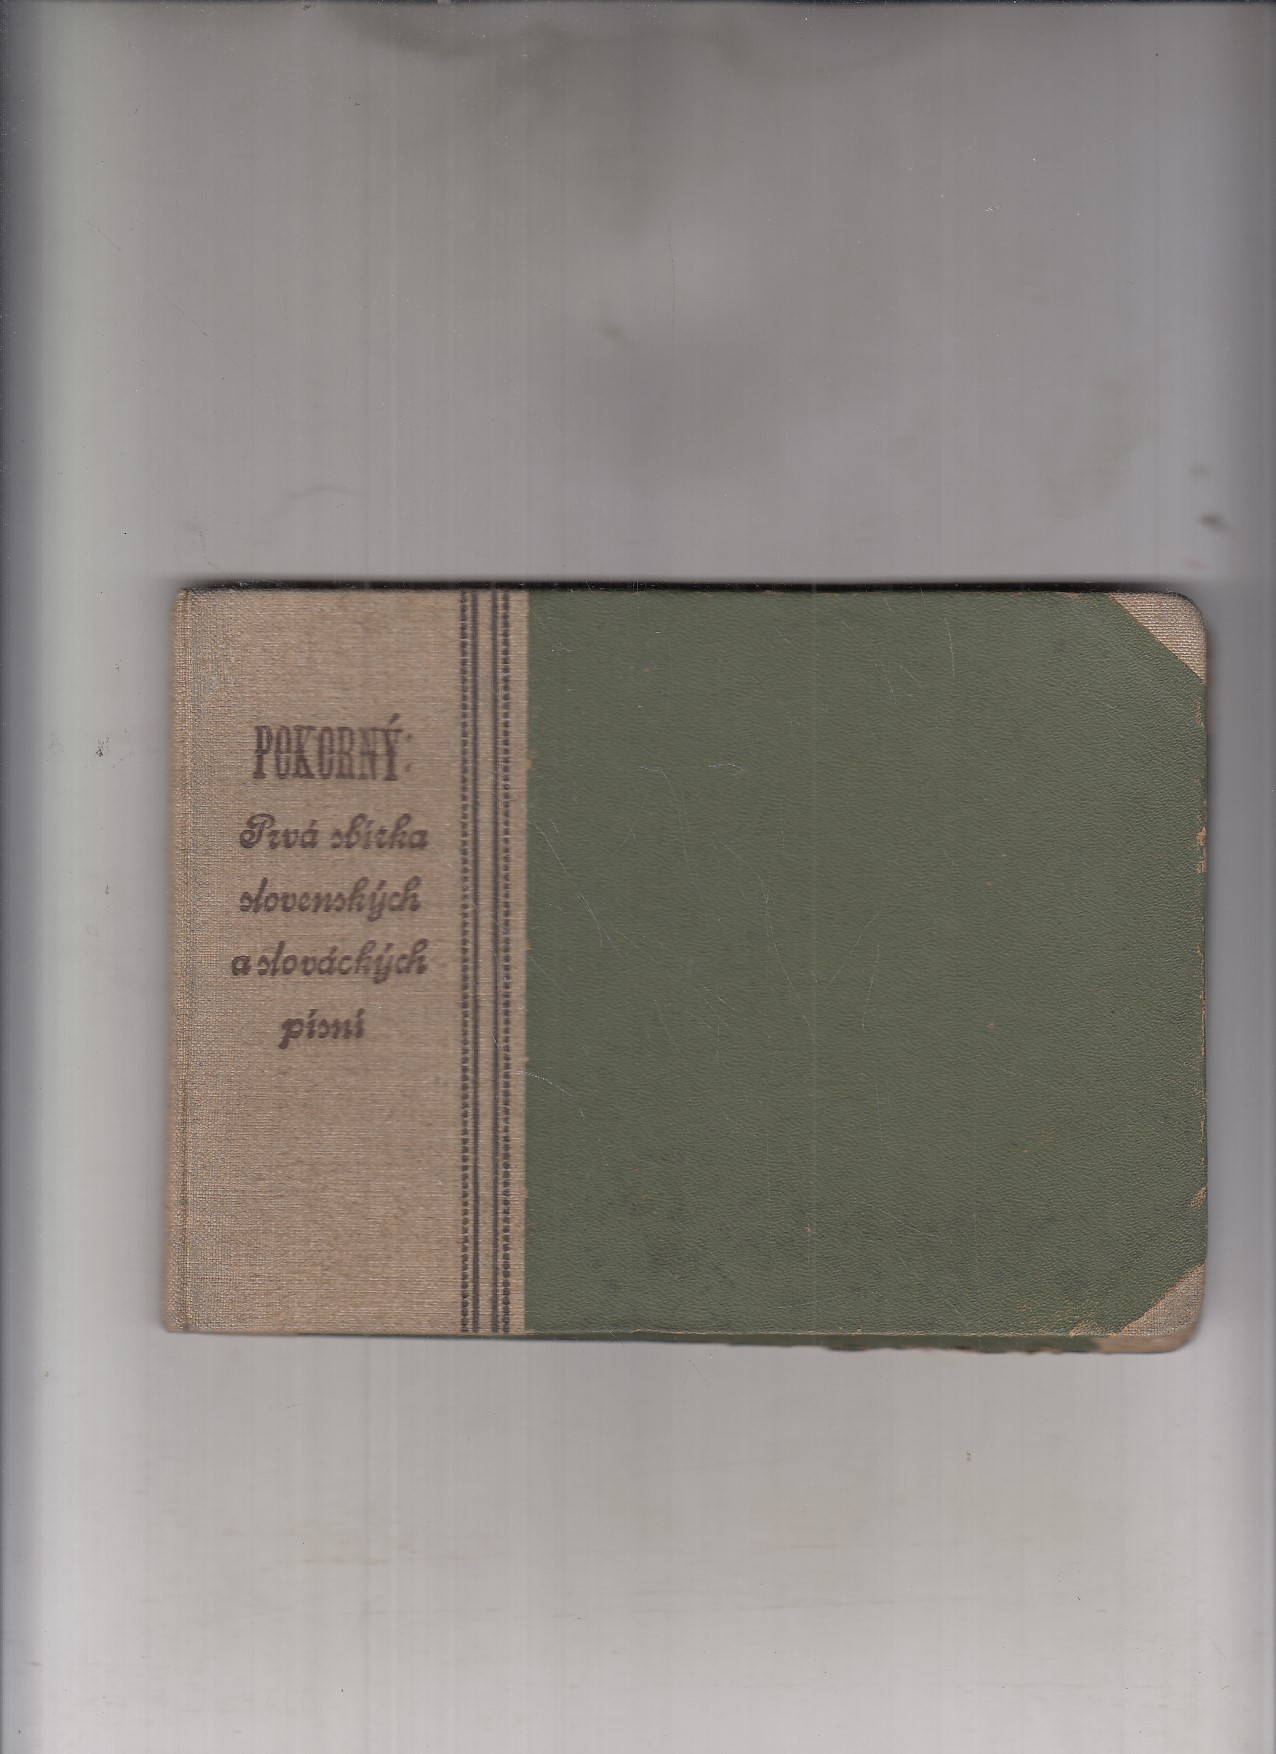 POKORNÝ:
Prvá sbírka
slovenských
a slováckých
písní